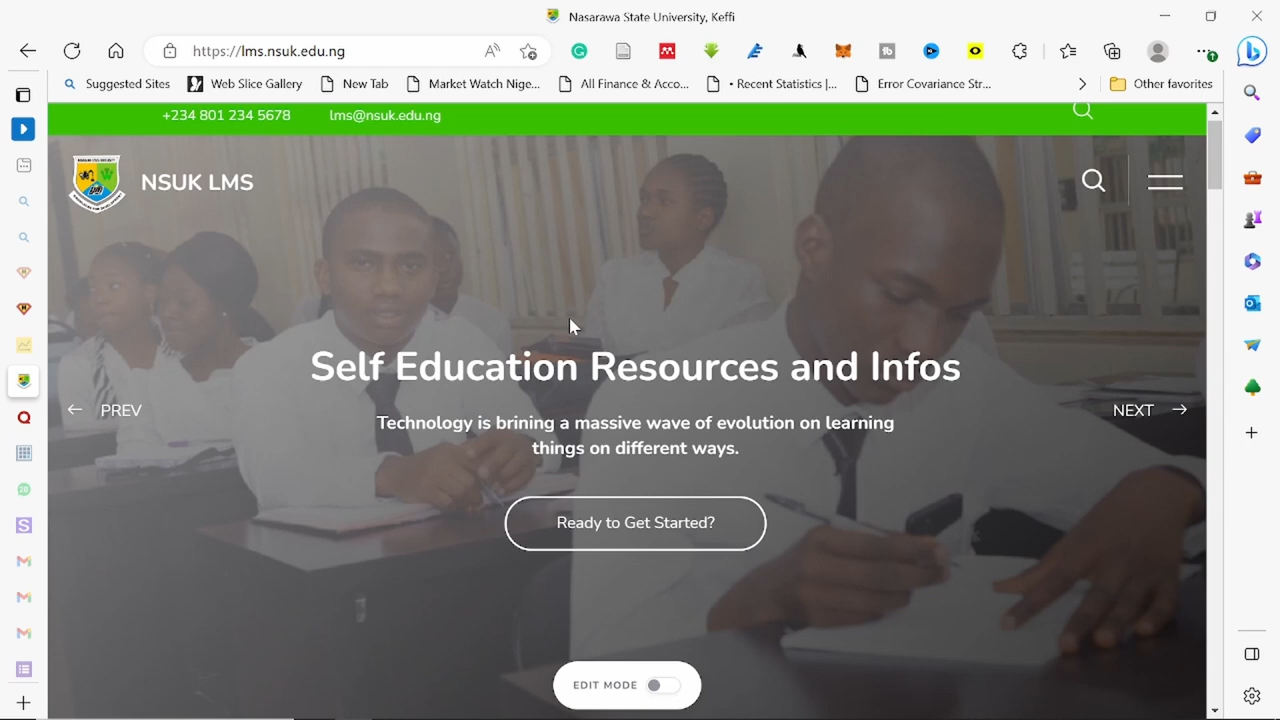 Nasarawa State University, Keffi
https://lms.nsuk.edu.ng
Suggested Sites Web Slice Gallery New Tab Market Watch Nige... All Finance & Acco... • Recent Statistics |... Error Covariance Str... Other favorites
+234 801 234 5678 lms@nsuk.edu.ng
NSUK LMS
Self Education Resources and Infos
PREV
NEXT
Technology is brining a massive wave of evolution on learning
things on different ways.
Ready to Get Started?
EDIT MODE